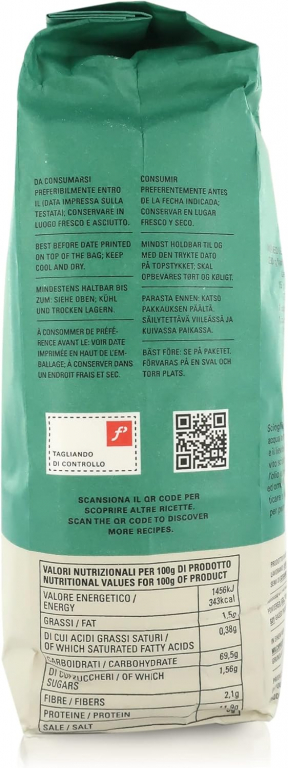 DA CONSUMARSI
PREFERIBILMENTE ENTRO
IL (DATA IMPRESSA SULLA
TESTATA); CONSERVARE IN
LUOGO FRESCO E ASCIUTTO.
BEST BEFORE DATE PRINTED
ON TOP OF THE BAG; KEEP
COOL AND DRY.
MINDESTENS HALTBAR BIS
ZUM: SIEHE OBEN; KÜHL
UND TROCKEN LAGERN.
À CONSOMMER DE PRÉFÉ-
RENCE AVANT LE: VOIR DATE
IMPRIMÉE EN HAUT DE L'EM-
BALLAGE; À CONSERVER DANS
UN ENDROIT FRAIS ET SEC.
CONSUMIR
PREFERENTEMENTE ANTES
DE LA FECHA INDICADA;
CONSERVAR EN LUGAR
FRESCO Y SECO.
MINDST HOLDBAR TIL OG
MED DEN TRYKTE DATO
PÅ TOPSTYKKET; SKAL
OPBEVARES TØRT OG KØLIGT.
PARASTA ENNEN: KATSO
PAKKAUKSEN PÄÄLTÄ.
SÄILYTETTÄVÄ VIILEÄSSÄ JA
KUIVASSA PAIKASSA.
BÄST FÖRE: SE PÅ PAKETET.
FÖRVARAS PÅ EN SVAL OCH
TORR PLATS.
TAGLIANDO
DI CONTROLLO
SCANSIONA IL QR CODE PER
SCOPRIRE ALTRE RICETTE.
SCAN THE QR CODE TO DISCOVER
MORE RECIPES.
VALORI NUTRIZIONALI PER 100g DI PRODOTTO
NUTRITIONAL VALUES FOR 100g OF PRODUCT
VALORE ENERGETICO / 1456kJ
ENERGY 343kcal
GRASSI / FAT 1,5g
DI CUI ACIDI GRASSI SATURI / 0,38g
OF WHICH SATURATED FATTY ACIDS
CARBOIDRATI / CARBOHYDRATE 69,5g
DI CUI ZUCCHERI / OF WHICH 1,56g
SUGARS
FIBRE / FIBERS 2,1g
PROTEINE / PROTEIN
SALE / SALT